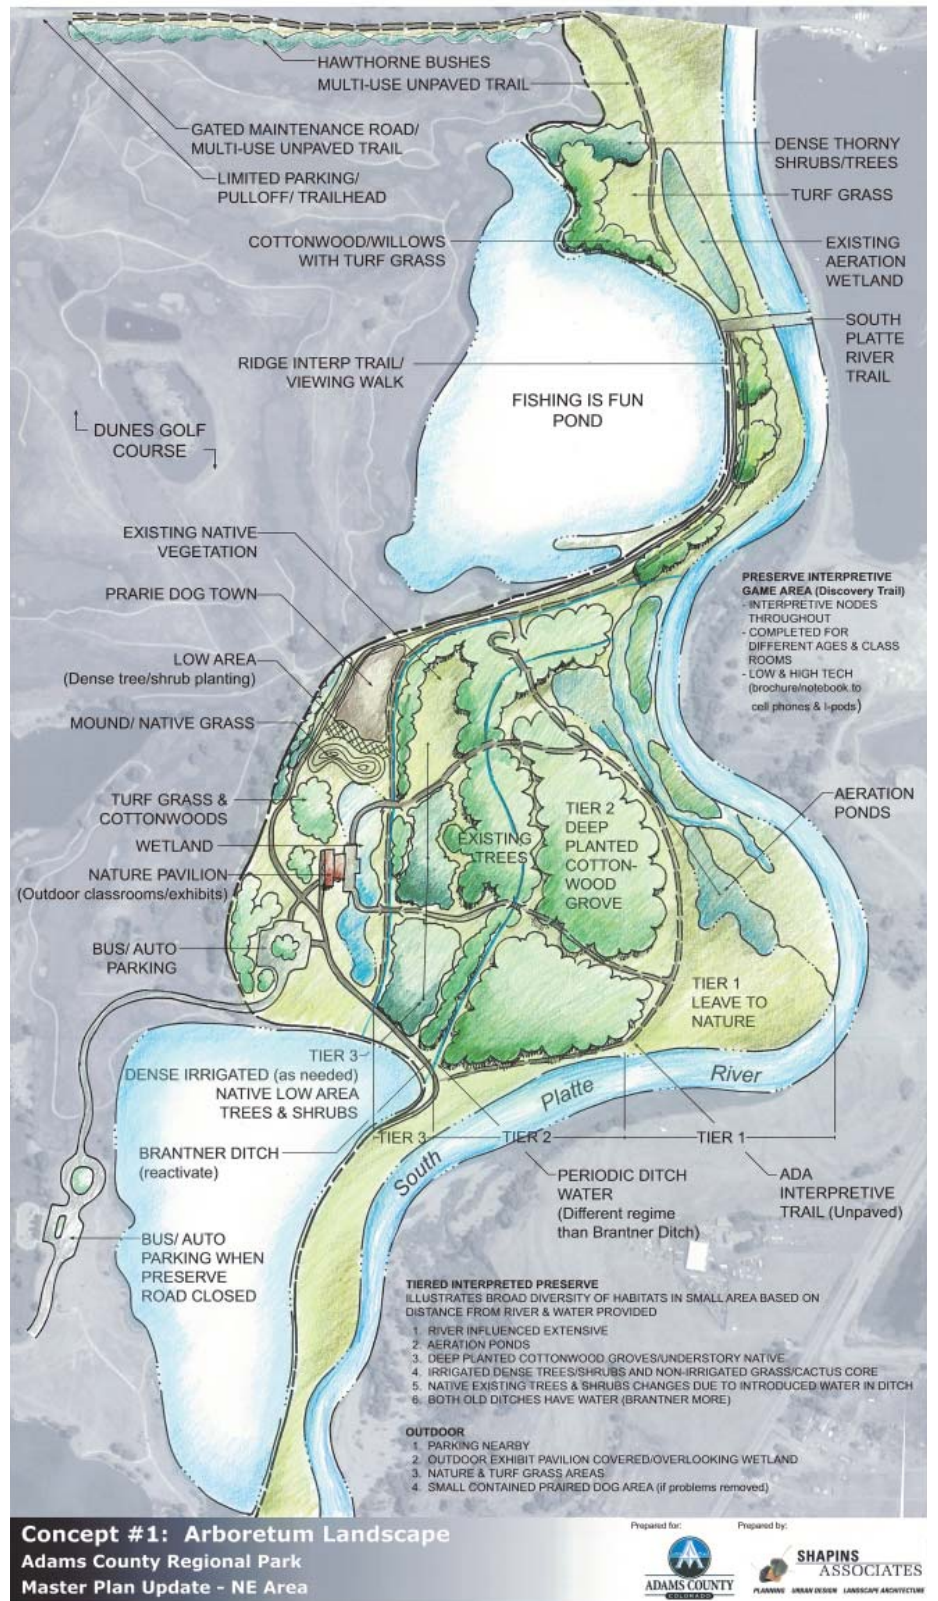 HAWTHORNE BUSHES
MULTI-USE UNPAVED TRAIL
GATED MAINTENANCE ROAD/
MULTI-USE UNPAVED TRAIL
LIMITED PARKING/
PULLOFF/ TRAILHEAD
DENSE THORNY
SHRUBS/TREES
TURF GRASS
COTTONWOOD/WILLOWS
WITH TURF GRASS
EXISTING
AERATION
WETLAND
SOUTH
PLATTE
RIVER
TRAIL
RIDGE INTERP TRAIL/
VIEWING WALK
FISHING IS FUN
POND
DUNES GOLF
COURSE
EXISTING NATIVE
VEGETATION
PRARIE DOG TOWN
LOW AREA
(Dense tree/shrub planting)
MOUND/ NATIVE GRASS
PRESERVE INTERPRETIVE
GAME AREA (Discovery Trail)
- INTERPRETIVE NODES
THROUGHOUT
- COMPLETED FOR
DIFFERENT AGES & CLASS
ROOMS
- LOW & HIGH TECH
(brochure/notebook to
cell phones & I-pods)
TURF GRASS &
COTTONWOODS
WETLAND
NATURE PAVILION
(Outdoor classrooms/exhibits)
EXISTING
TREES
TIER 2
DEEP
PLANTED
COTTON-
WOOD
GROVE
AERATION
PONDS
BUS/ AUTO
PARKING
TIER 1
LEAVE TO
NATURE
TIER 3
DENSE IRRIGATED (as needed)
NATIVE LOW AREA
TREES & SHRUBS
South Platte River
TIER 3 TIER 2 TIER 1
BRANTNER DITCH
(reactivate)
PERIODIC DITCH
WATER
(Different regime
than Brantner Ditch)
ADA
INTERPRETIVE
TRAIL (Unpaved)
BUS/ AUTO
PARKING WHEN
PRESERVE
ROAD CLOSED
TIERED INTERPRETED PRESERVE
ILLUSTRATES BROAD DIVERSITY OF HABITATS IN SMALL AREA BASED ON
DISTANCE FROM RIVER & WATER PROVIDED
1. RIVER INFLUENCED EXTENSIVE
2. AERATION PONDS
3. DEEP PLANTED COTTONWOOD GROVES/UNDERSTORY NATIVE
4. IRRIGATED DENSE TREES/SHRUBS AND NON-IRRIGATED GRASS/CACTUS CORE
5. NATIVE EXISTING TREES & SHRUBS CHANGES DUE TO INTRODUCED WATER IN DITCH
6. BOTH OLD DITCHES HAVE WATER (BRANTNER MORE)
OUTDOOR
1. PARKING NEARBY
2. OUTDOOR EXHIBIT PAVILION COVERED/OVERLOOKING WETLAND
3. NATURE & TURF GRASS AREAS
4. SMALL CONTAINED PRAIRED DOG AREA (if problems removed)
Concept #1: Arboretum Landscape
Adams County Regional Park
Master Plan Update - NE Area
Prepared for:
ADAMS COUNTY
COLORADO
Prepared by:
SHAPINS
ASSOCIATES
PLANNING URBAN DESIGN LANDSCAPE ARCHITECTURE